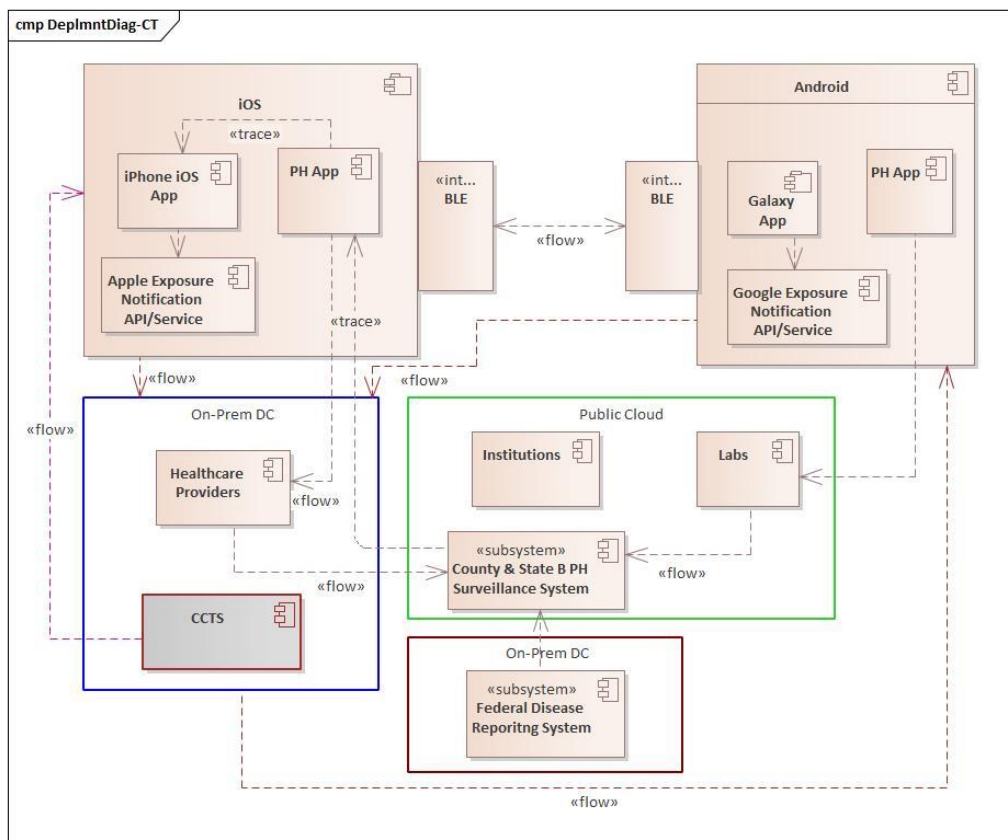 cmp DeplmntDiag-CT
iOS
«trace»
iPhone iOS
App
PH App
Apple Exposure
Notification
API/Service
«int...
BLE
«flow»
«int...
BLE
Android
Galaxy
App
PH App
Google Exposure
Notification
API/Service
«trace»
«flow»
«flow»
«flow»
On-Prem DC
Healthcare
Providers
«flow»
«flow»
CCTS
Public Cloud
Institutions
Labs
«subsystem»
County & State B PH
Surveillance System
«flow»
On-Prem DC
«subsystem»
Federal Disease
Reporitng System
«flow»